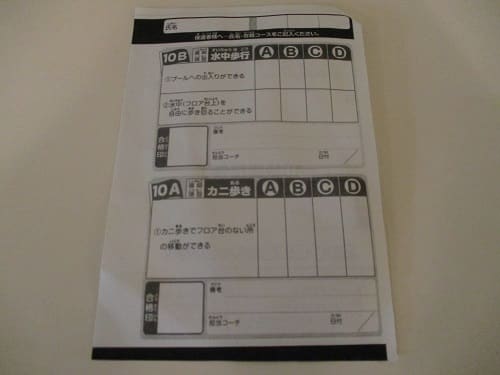 氏名
保護者様へ…氏名・在籍コースをご記入ください。
10B 水中歩行 A B C D
①プールへの出入りができる
②水中(フロア台上)を
自由に歩き回ることができる
合格印 備考
担当コーチ 日付
10A カニ歩き A B C D
①カニ歩きでフロア台のない所
の移動ができる
合格印 備考
担当コーチ 日付